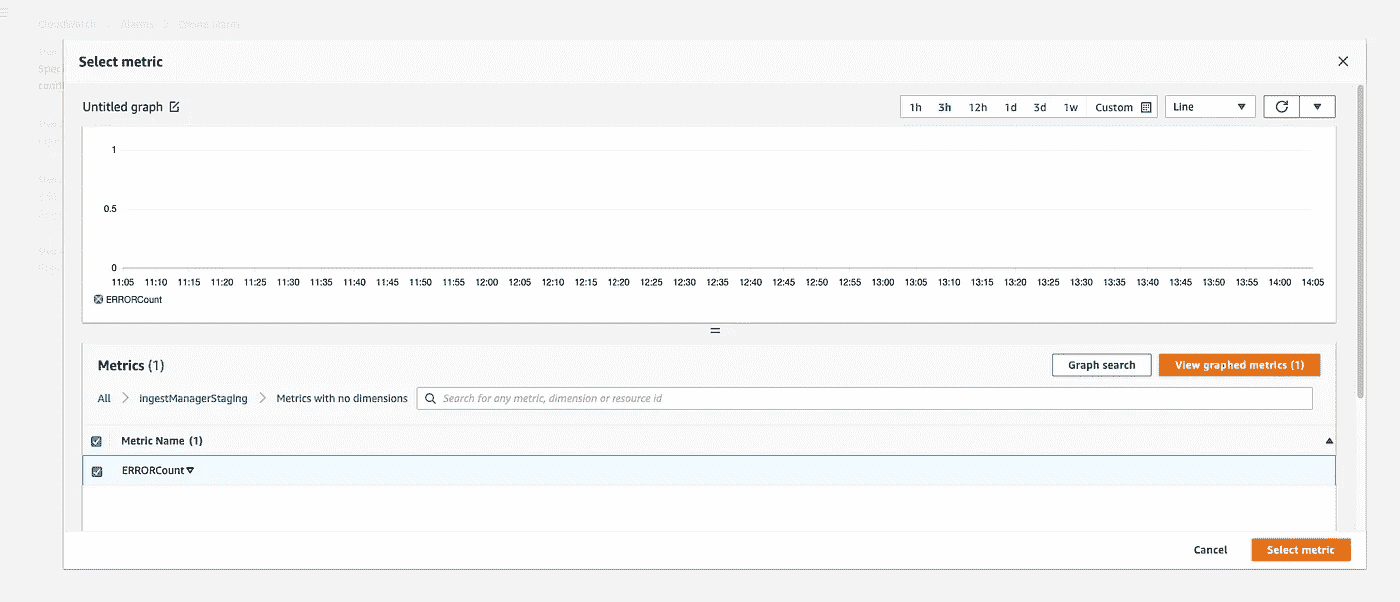 CloudWatch Alarms Create Alarm
Select metric
Untitled graph
1h 3h 12h 1d 3d 1w Custom Line
1
0.5
0
11:05 11:10 11:15 11:20 11:25 11:30 11:35 11:40 11:45 11:50 11:55 12:00 12:05 12:10 12:15 12:20 12:25 12:30 12:35 12:40 12:45 12:50 12:55 13:00 13:05 13:10 13:15 13:20 13:25 13:30 13:35 13:40 13:45 13:50 13:55 14:00 14:05
ERRORCount
Metrics (1)
Graph search View graphed metrics (1)
All IngestManagerStaging Metrics with no dimensions Search for any metric, dimension or resource id
Metric Name (1)
ERRORCount
Cancel Select metric